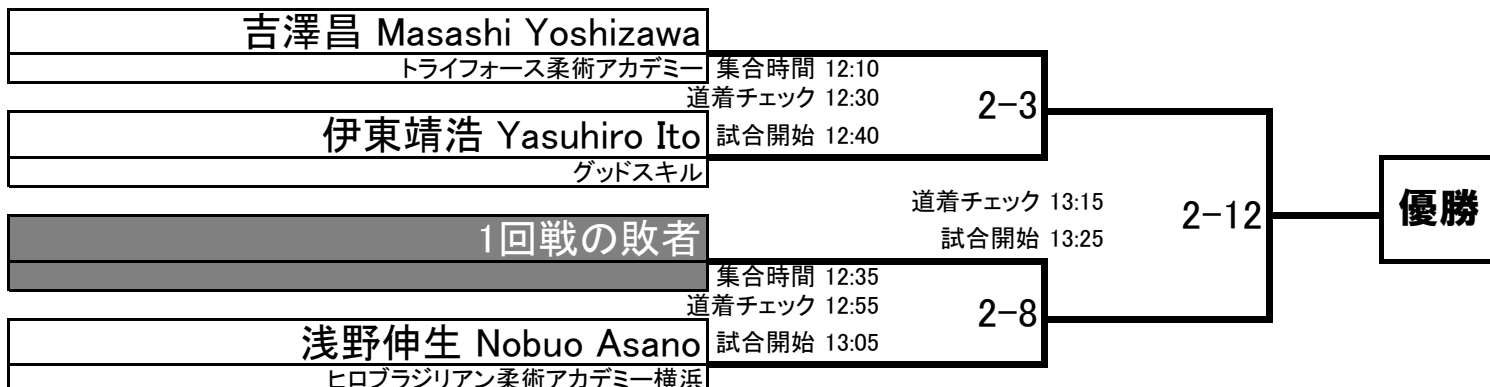 吉澤昌 Masashi Yoshizawa
トライフォース柔術アカデミー
集合時間 12:10
道着チェック 12:30
2-3
伊東靖浩 Yasuhiro Ito
試合開始 12:40
グッドスキル
道着チェック 13:15
2-12
優勝
1回戦の敗者
試合開始 13:25
集合時間 12:35
道着チェック 12:55
2-8
浅野伸生 Nobuo Asano
試合開始 13:05
ヒロブラジリアン柔術アカデミー横浜